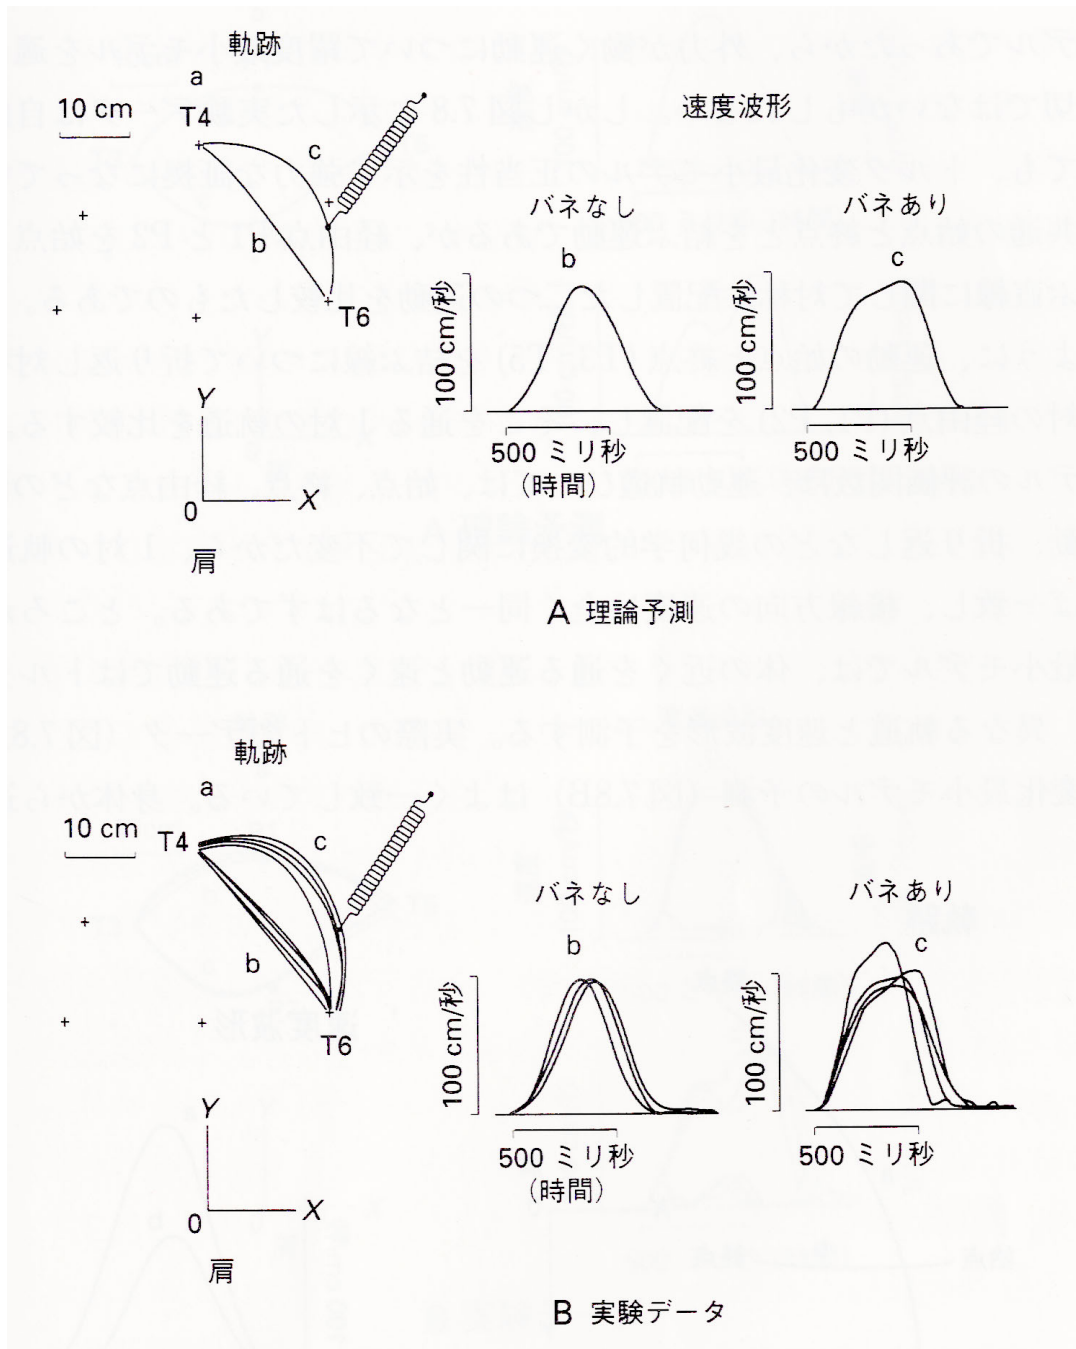 軌跡
a
10 cm
T4
c
b
T6
Y
X
0
肩
速度波形
バネなし
b
100 cm/秒
500 ミリ秒
(時間)
バネあり
c
100 cm/秒
500 ミリ秒
A 理論予測
軌跡
a
10 cm
T4
c
b
T6
Y
X
0
肩
バネなし
b
100 cm/秒
500 ミリ秒
(時間)
バネあり
c
100 cm/秒
500 ミリ秒
B 実験データ